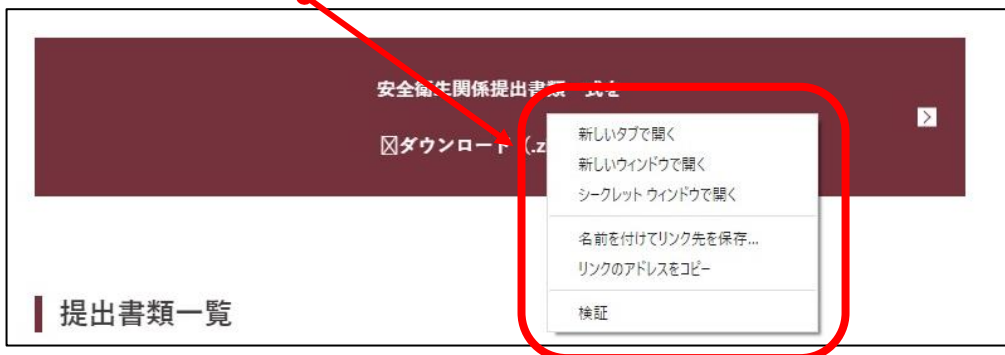 安全衛生関係提出書類一式を
ダウンロード (.z
新しいタブで開く
新しいウィンドウで開く
シークレット ウィンドウで開く
名前を付けてリンク先を保存...
リンクのアドレスをコピー
検証
提出書類一覧